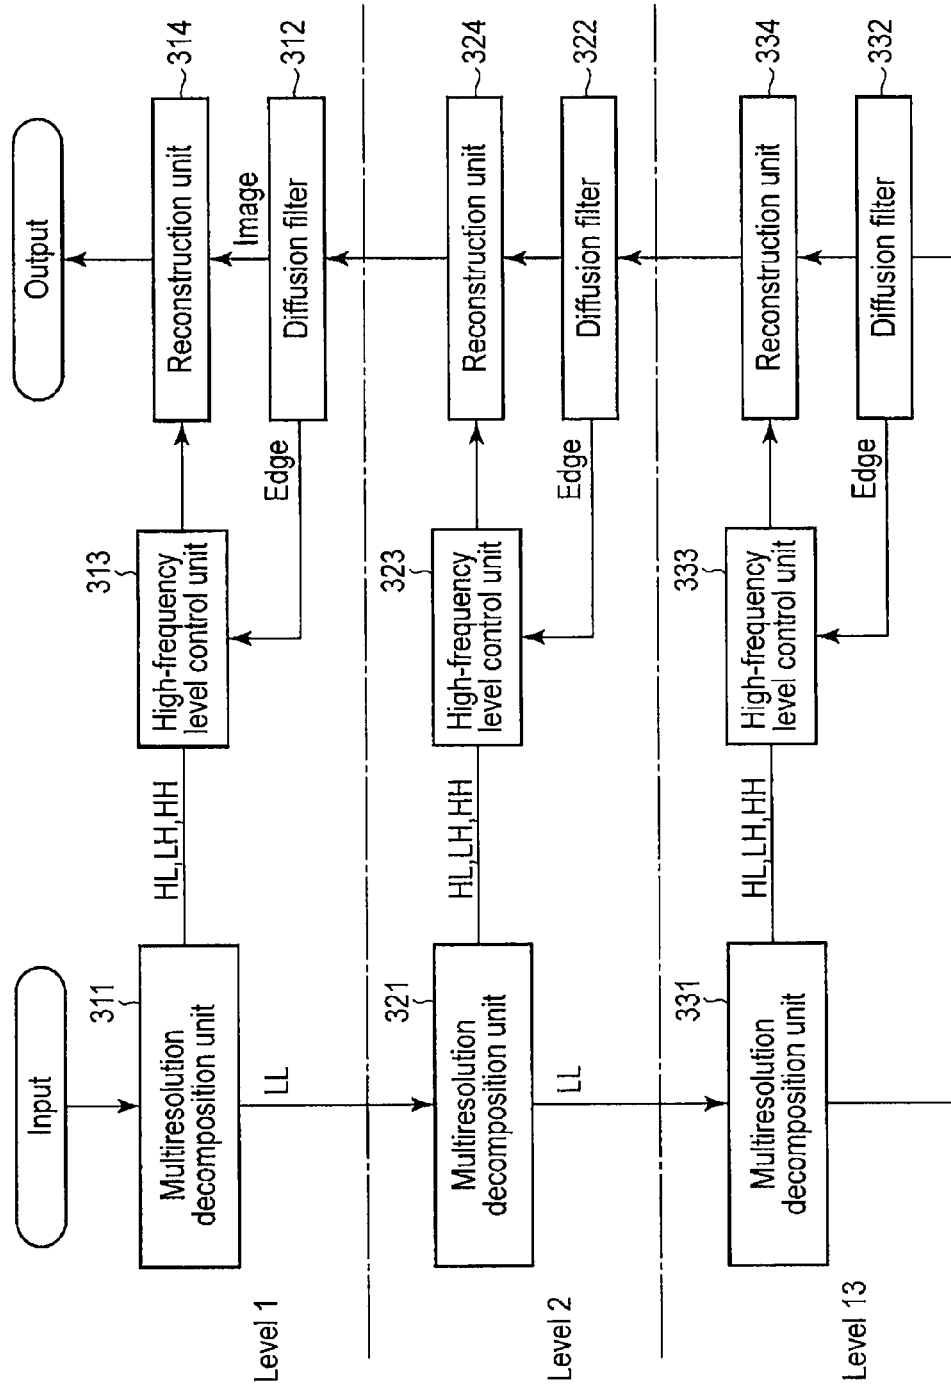 Input
Output
311
Multiresolution
decomposition unit
HL,LH,HH
313
High-frequency
level control unit
Reconstruction unit
314
Image
Edge
Diffusion filter
312
LL
Level 1
321
Multiresolution
decomposition unit
HL,LH,HH
323
High-frequency
level control unit
Reconstruction unit
324
Edge
Diffusion filter
322
LL
Level 2
331
Multiresolution
decomposition unit
HL,LH,HH
333
High-frequency
level control unit
Reconstruction unit
334
Edge
Diffusion filter
332
Level 13